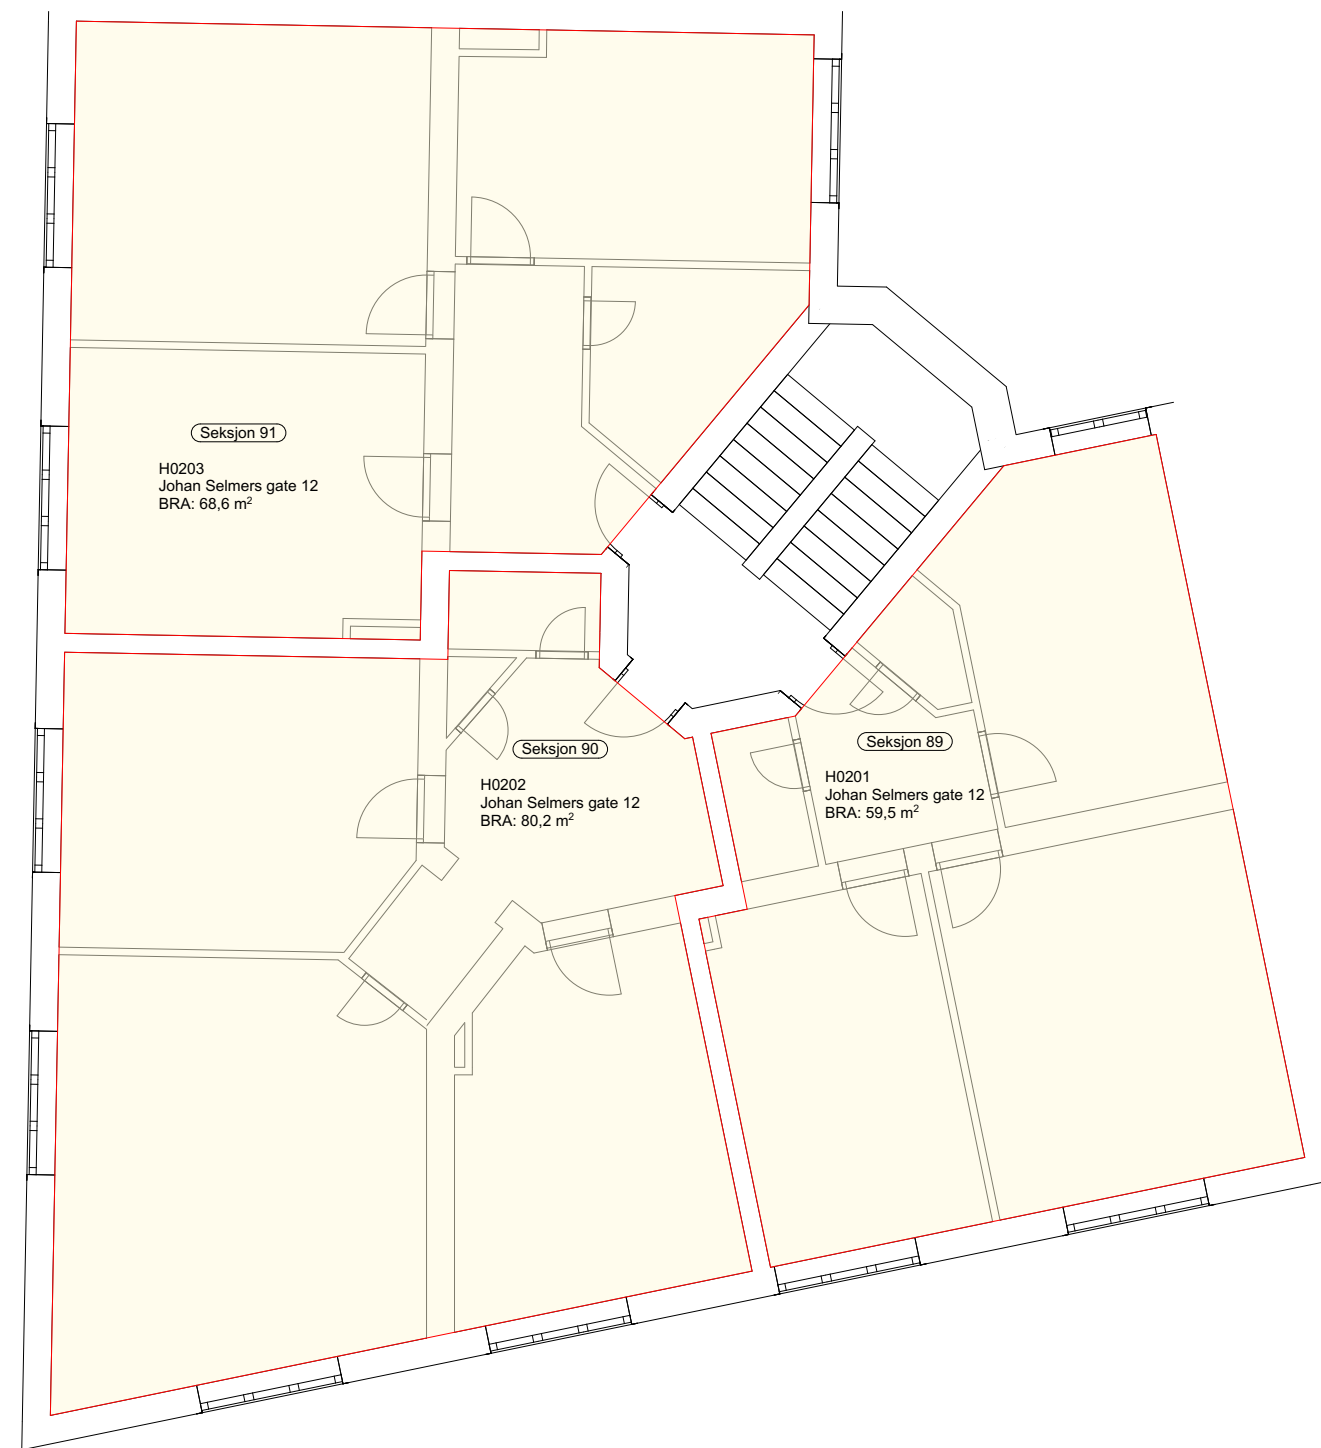 Seksjon 91
H0203
Johan Selmers gate 12
BRA: 68,6 m²
Seksjon 90
H0202
Johan Selmers gate 12
BRA: 80,2 m²
Seksjon 89
H0201
Johan Selmers gate 12
BRA: 59,5 m²